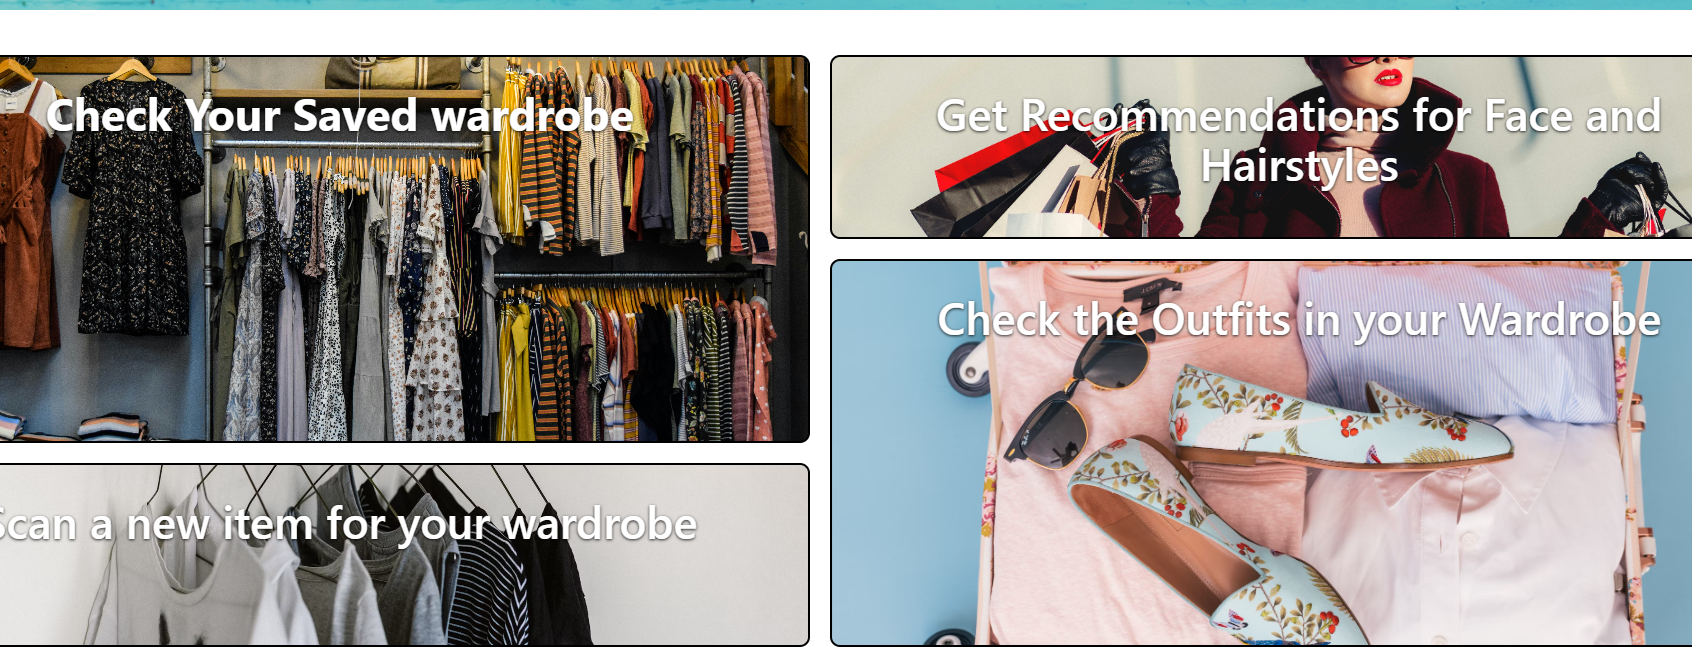 Check Your Saved wardrobe
Get Recommendations for Face and
Hairstyles
Check the Outfits in your Wardrobe
Scan a new item for your wardrobe